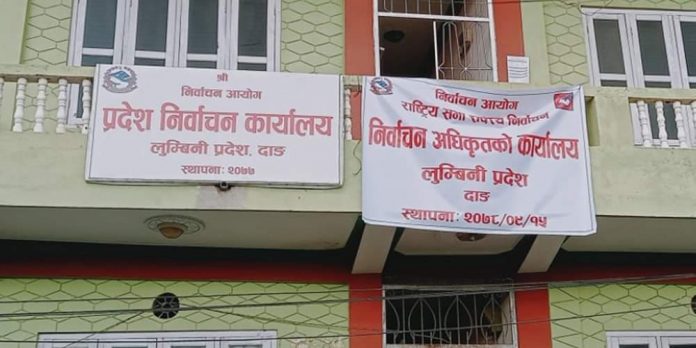 श्री
निर्वाचन आयोग
प्रदेश निर्वाचन कार्यालय
लुम्बिनी प्रदेश, दाङ
स्थापना: २०७७
निर्वाचन आयोग
राष्ट्रिय सभा सदस्य निर्वाचन
निर्वाचन अधिकृतको कार्यालय
लुम्बिनी प्रदेश
दाङ
स्थापना: २०७८/०९/१५